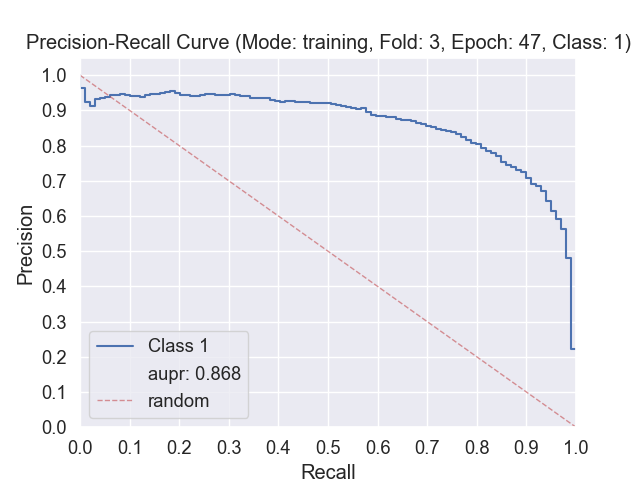 Precision-Recall Curve (Mode: training, Fold: 3, Epoch: 47, Class: 1)
1.0
0.9
0.8
0.7
0.6
0.5
0.4
0.3
0.2
0.1
0.0
Precision
Class 1
aupr: 0.868
random
0.0 0.1 0.2 0.3 0.4 0.5 0.6 0.7 0.8 0.9 1.0
Recall